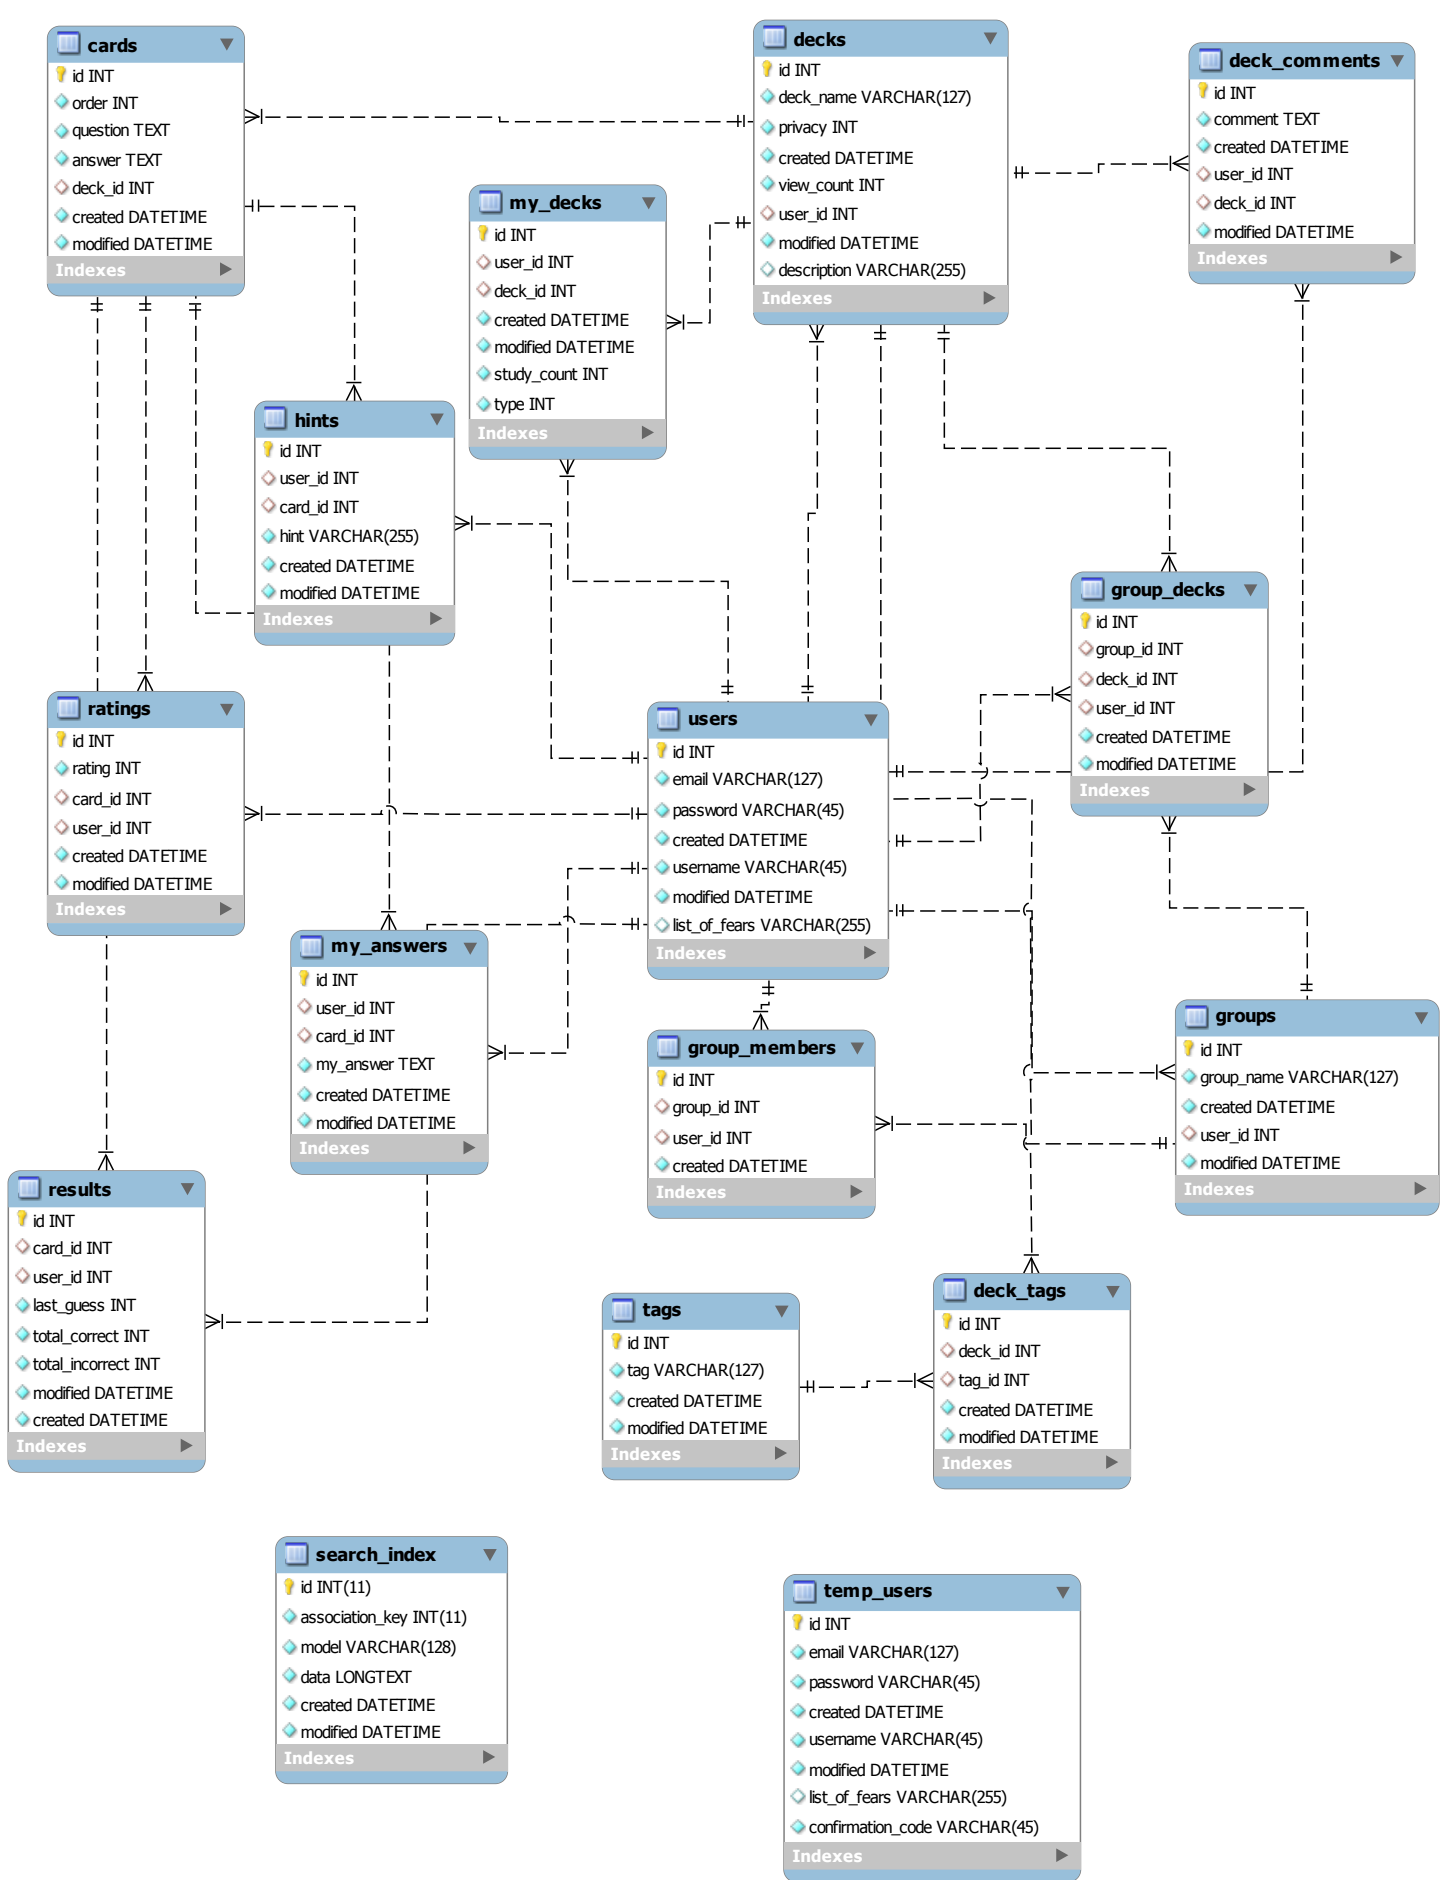 cards
id INT
order INT
question TEXT
answer TEXT
deck_id INT
created DATETIME
modified DATETIME
Indexes
decks
id INT
deck_name VARCHAR(127)
privacy INT
created DATETIME
view_count INT
user_id INT
modified DATETIME
description VARCHAR(255)
Indexes
deck_comments
id INT
comment TEXT
created DATETIME
user_id INT
deck_id INT
modified DATETIME
Indexes
my_decks
id INT
user_id INT
deck_id INT
created DATETIME
modified DATETIME
study_count INT
type INT
Indexes
hints
id INT
user_id INT
card_id INT
hint VARCHAR(255)
created DATETIME
modified DATETIME
Indexes
group_decks
id INT
group_id INT
deck_id INT
user_id INT
created DATETIME
modified DATETIME
Indexes
ratings
id INT
rating INT
card_id INT
user_id INT
created DATETIME
modified DATETIME
Indexes
users
id INT
email VARCHAR(127)
password VARCHAR(45)
created DATETIME
username VARCHAR(45)
modified DATETIME
list_of_fears VARCHAR(255)
Indexes
my_answers
id INT
user_id INT
card_id INT
my_answer TEXT
created DATETIME
modified DATETIME
Indexes
group_members
id INT
group_id INT
user_id INT
created DATETIME
Indexes
groups
id INT
group_name VARCHAR(127)
created DATETIME
user_id INT
modified DATETIME
Indexes
results
id INT
card_id INT
user_id INT
last_guess INT
total_correct INT
total_incorrect INT
modified DATETIME
created DATETIME
Indexes
tags
id INT
tag VARCHAR(127)
created DATETIME
modified DATETIME
Indexes
deck_tags
id INT
deck_id INT
tag_id INT
created DATETIME
modified DATETIME
Indexes
search_index
id INT(11)
association_key INT(11)
model VARCHAR(128)
data LONGTEXT
created DATETIME
modified DATETIME
Indexes
temp_users
id INT
email VARCHAR(127)
password VARCHAR(45)
created DATETIME
username VARCHAR(45)
modified DATETIME
list_of_fears VARCHAR(255)
confirmation_code VARCHAR(45)
Indexes